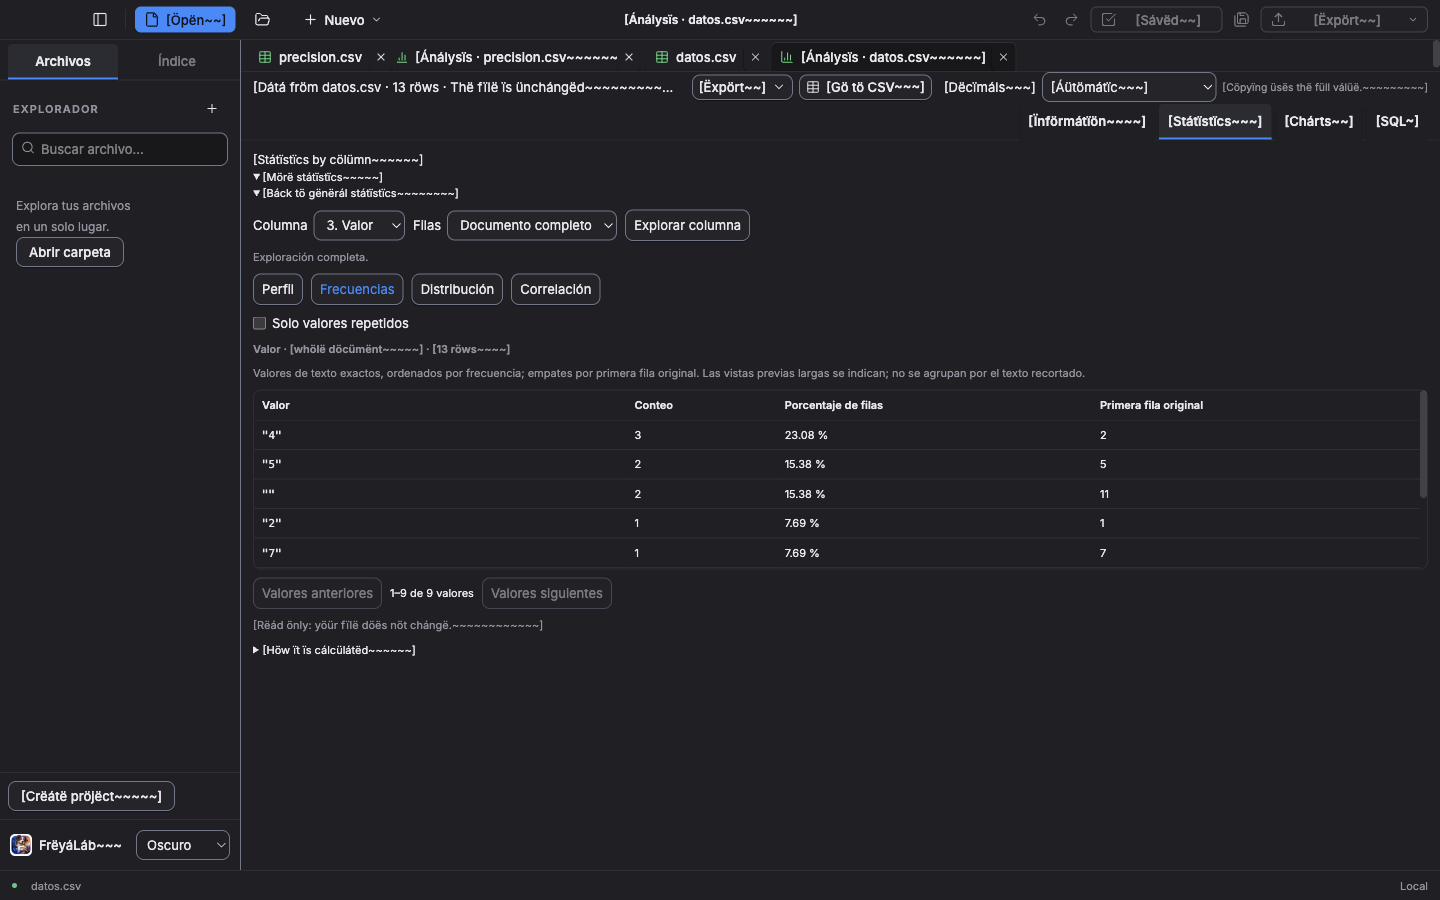 [Öpën~~]
Nuevo
[Ánálysïs · datos.csv~~~~~~]
[Sávëd~~]
[Ëxpört~~]
Archivos
Índice
precision.csv
[Ánálysïs · precision.csv~~~~~~
datos.csv
[Ánálysïs · datos.csv~~~~~~]
EXPLORADOR
Buscar archivo...
Explora tus archivos
en un solo lugar.
Abrir carpeta
[Dátá fröm datos.csv · 13 röws · Thë fïlë ïs ünchángëd~~~~~~~~~...
[Ëxpört~~]
[Gö tö CSV~~~]
[Dëcïmáls~~~]
[Áütömátïc~~~]
[Cöpyïng üsës thë füll válüë.~~~~~~~~~]
[Ïnförmátïön~~~~]
[Státïstïcs~~~]
[Chárts~~]
[SQL~]
[Státïstïcs by cölümn~~~~~~]
[Mörë státïstïcs~~~~~]
[Báck tö gënërál státïstïcs~~~~~~~~]
Columna
3. Valor
Filas
Documento completo
Explorar columna
Exploración completa.
Perfil
Frecuencias
Distribución
Correlación
Solo valores repetidos
Valor · [whölë döcümënt~~~~~] · [13 röws~~~~]
Valores de texto exactos, ordenados por frecuencia; empates por primera fila original. Las vistas previas largas se indican; no se agrupan por el texto recortado.
Valor Conteo Porcentaje de filas Primera fila original
"4" 3 23.08 % 2
"5" 2 15.38 % 5
"" 2 15.38 % 11
"2" 1 7.69 % 1
"7" 1 7.69 % 7
Valores anteriores
1–9 de 9 valores
Valores siguientes
[Rëád önly: yöür fïlë döës nöt chángë.~~~~~~~~~~~~]
[Höw ït ïs cálcülátëd~~~~~~]
[Crëátë pröjëct~~~~~]
FrëyáLáb~~~
Oscuro
datos.csv
Local